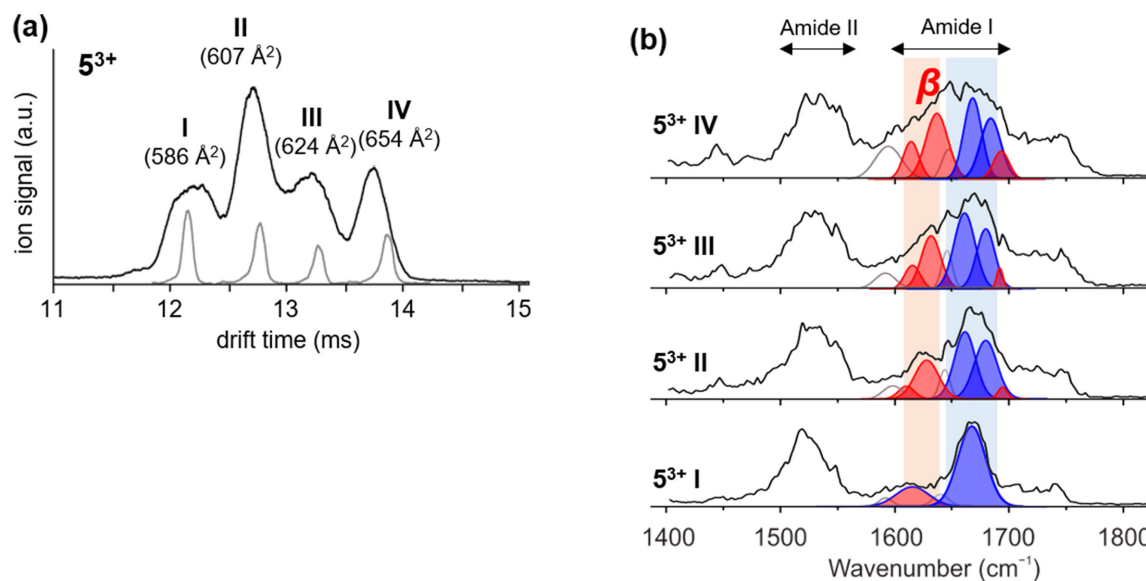 (a)
5³⁺
II
(607 Å²)
I
(586 Å²)
III
(624 Å²)
IV
(654 Å²)
ion signal (a.u.)
11 12 13 14 15
drift time (ms)
(b)
Amide II
Amide I
β
5³⁺ IV
5³⁺ III
5³⁺ II
5³⁺ I
1400 1500 1600 1700 1800
Wavenumber (cm⁻¹)